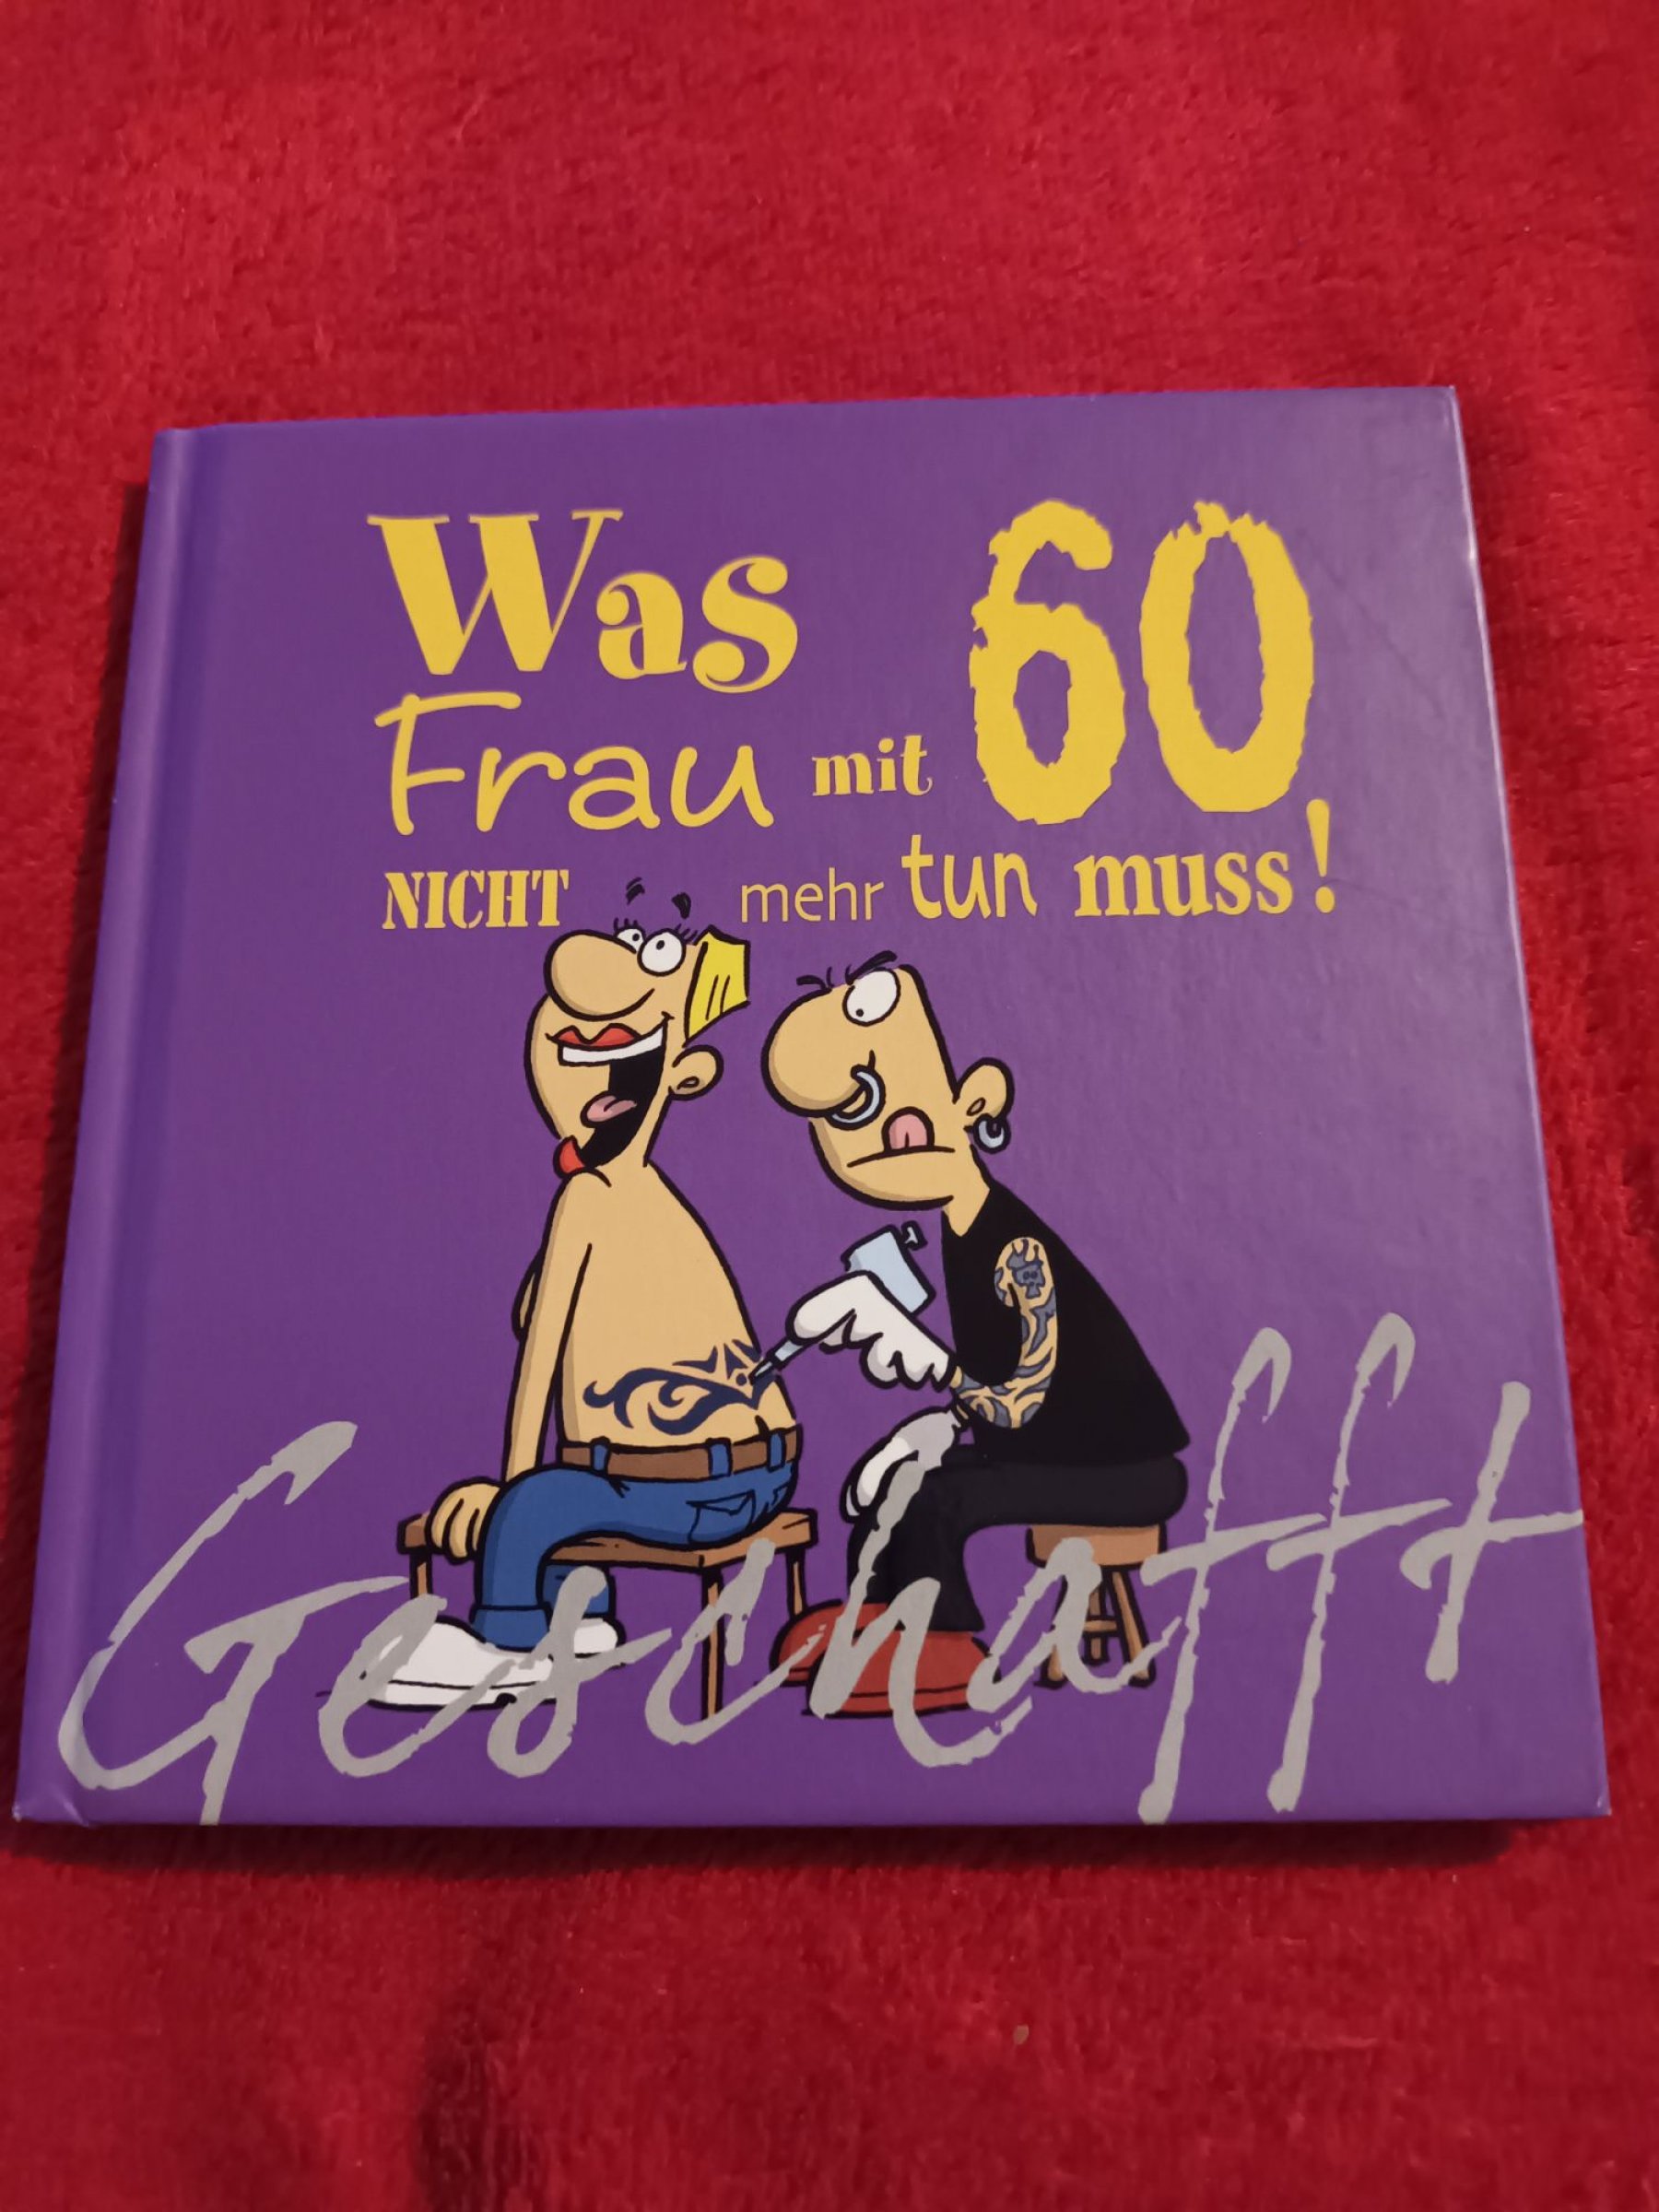 Was
Frau mit 60
NICHT mehr tun muss!
Geschafft